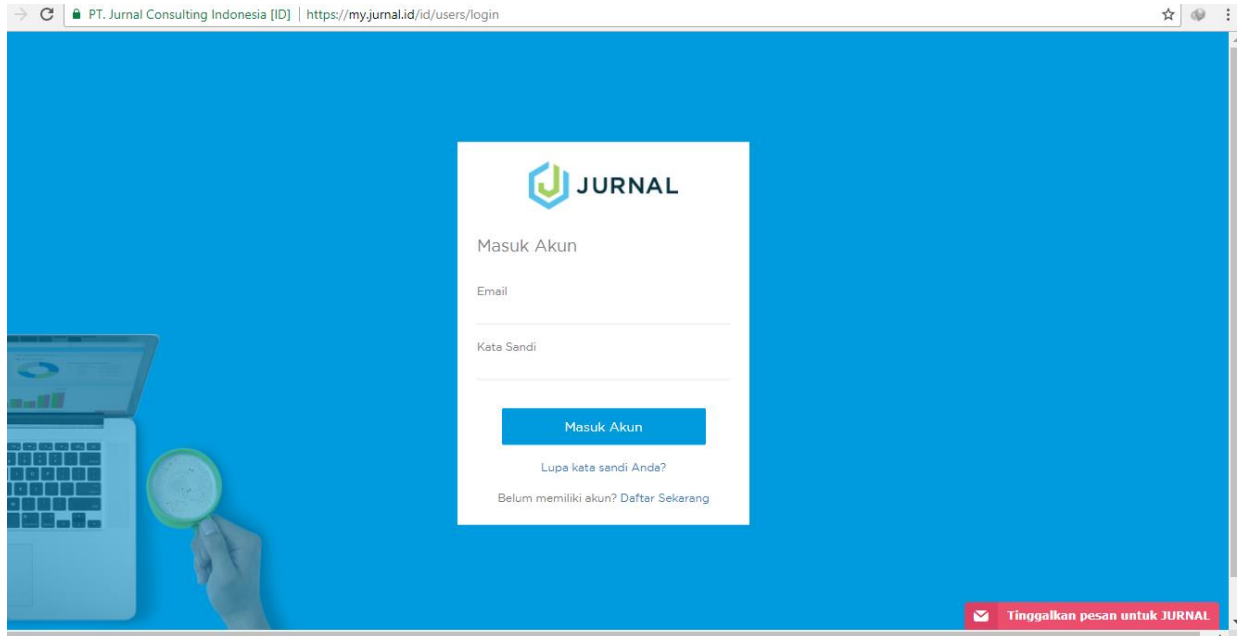 PT. Jurnal Consulting Indonesia [ID] | https://my.jurnal.id/id/users/login
JURNAL
Masuk Akun
Email
Kata Sandi
Masuk Akun
Lupa kata sandi Anda?
Belum memiliki akun? Daftar Sekarang
Tinggalkan pesan untuk JURNAL